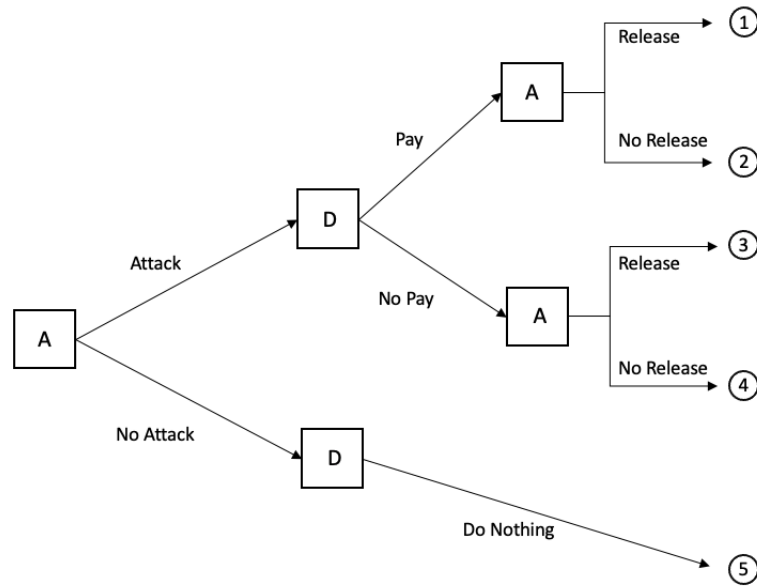 1
Release
A
No Release
2
Pay
D
Attack
3
Release
No Pay
A
A
No Release
4
No Attack
D
Do Nothing
5